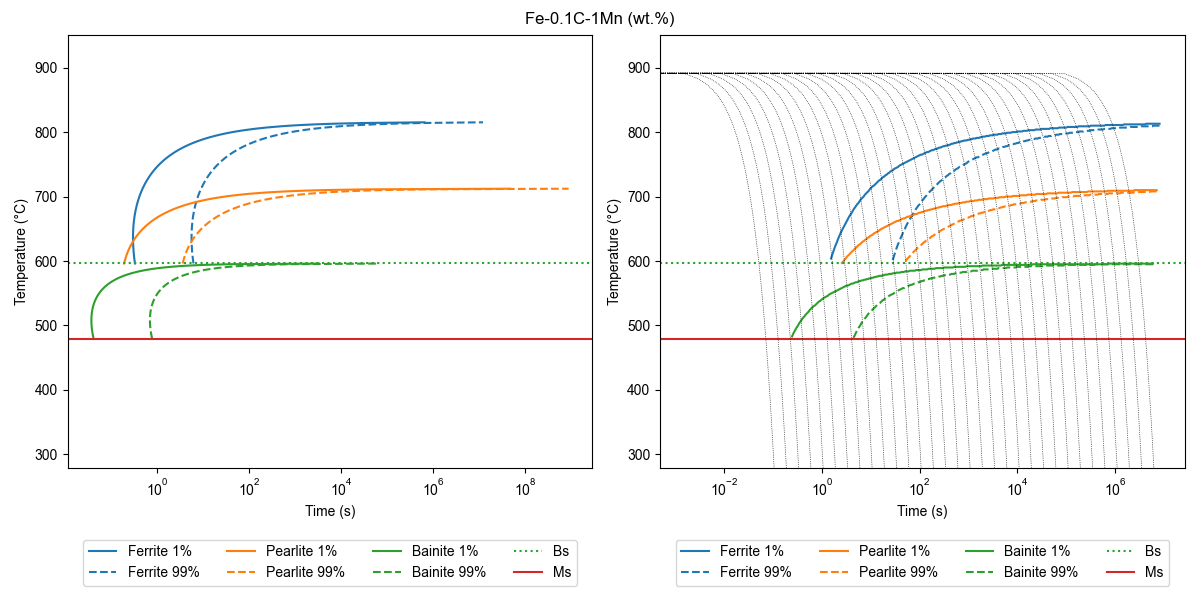 Fe-0.1C-1Mn (wt.%)
Temperature (°C)
900
800
700
600
500
400
300
10^0 10^2 10^4 10^6 10^8
Time (s)
Ferrite 1% Pearlite 1% Bainite 1% Bs
Ferrite 99% Pearlite 99% Bainite 99% Ms
Temperature (°C)
900
800
700
600
500
400
300
10^-2 10^0 10^2 10^4 10^6
Time (s)
Ferrite 1% Pearlite 1% Bainite 1% Bs
Ferrite 99% Pearlite 99% Bainite 99% Ms